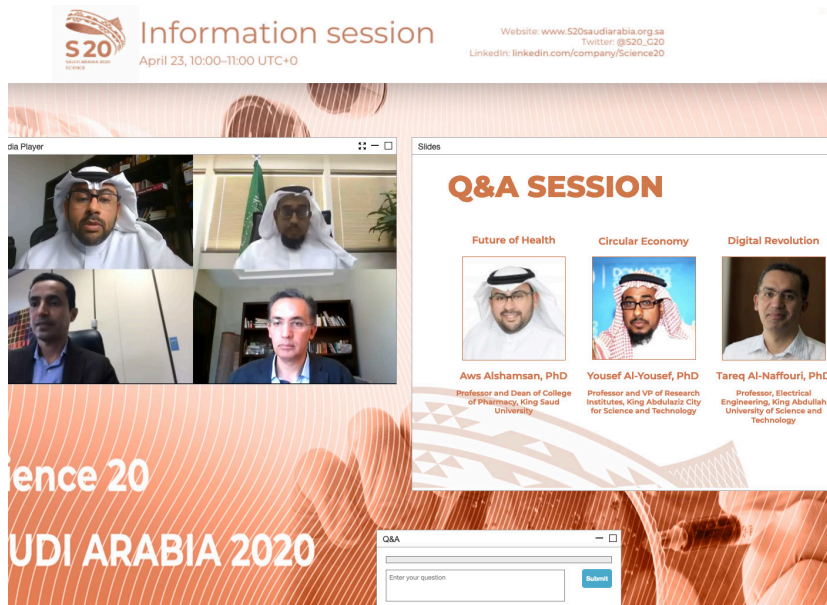 S20
SAUDI ARABIA 2020
SCIENCE
Information session
April 23, 10:00–11:00 UTC+0
Website: www.S20saudiarabia.org.sa
Twitter: @S20_G20
LinkedIn: linkedin.com/company/Science20
dia Player
Slides
Q&A SESSION
Future of Health
Aws Alshamsan, PhD
Professor and Dean of College
of Pharmacy, King Saud
University
Circular Economy
Yousef Al-Yousef, PhD
Professor and VP of Research
Institutes, King Abdulaziz City
for Science and Technology
Digital Revolution
Tareq Al-Naffouri, PhD
Professor, Electrical
Engineering, King Abdullah
University of Science and
Technology
ience 20
UDI ARABIA 2020
Q&A
Enter your question
Submit